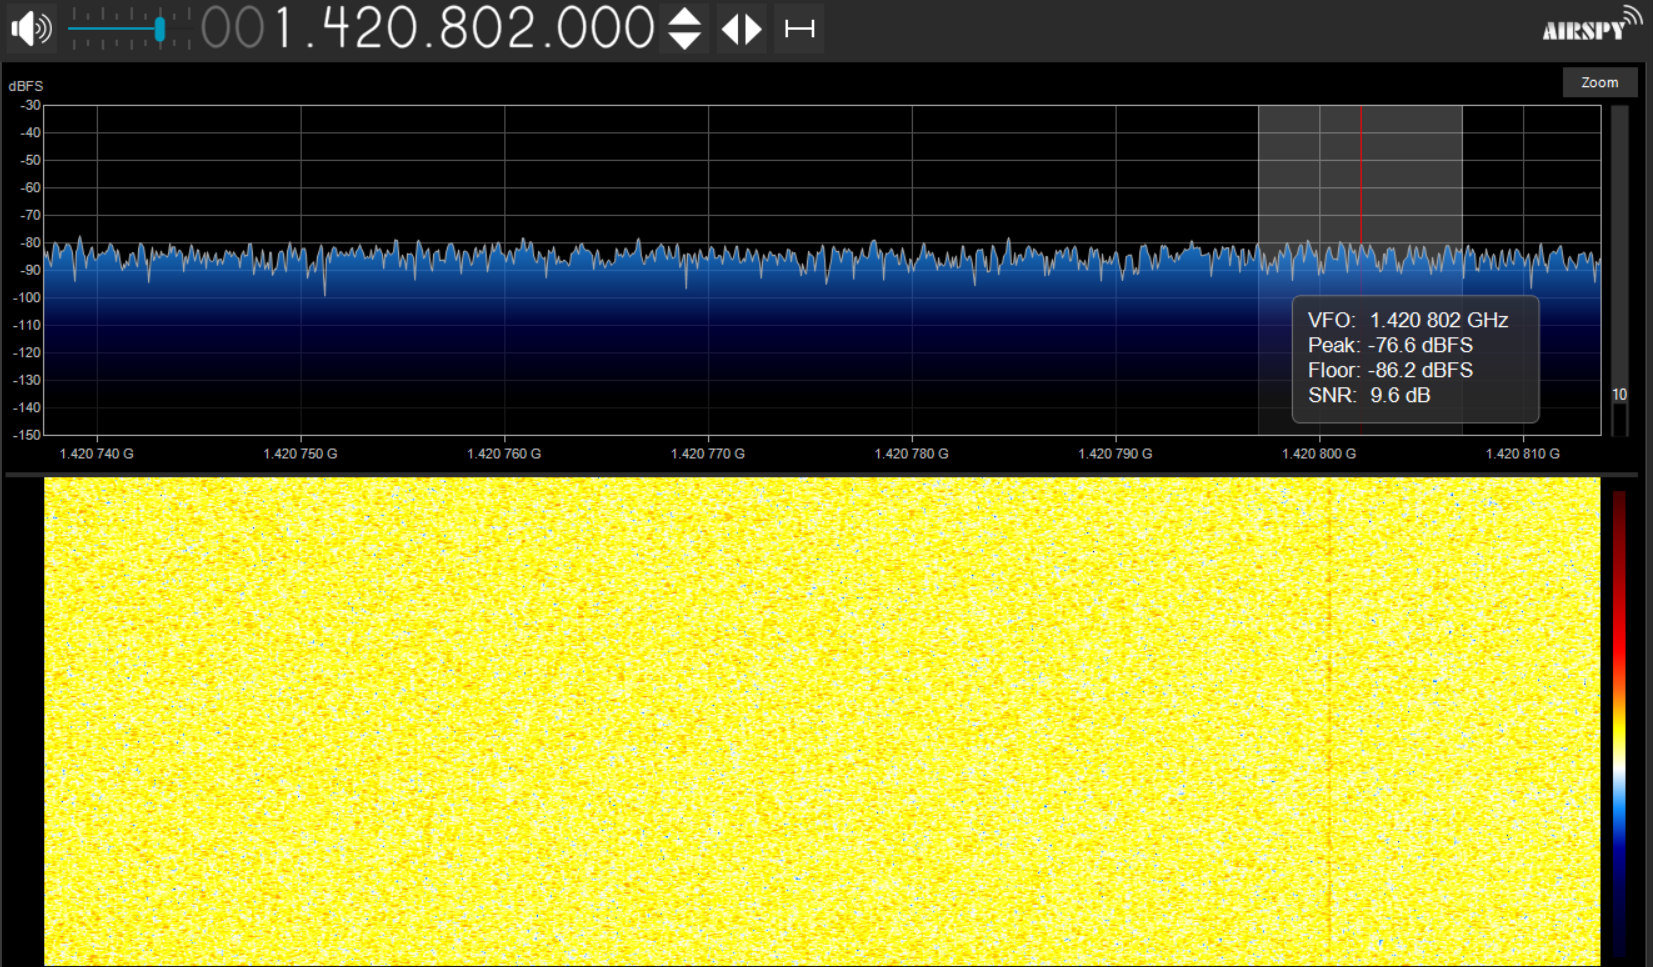 001.420.802.000
AIRSPY
dBFS
Zoom
-30
-40
-50
-60
-70
-80
-90
-100
-110
-120
-130
-140
-150
VFO: 1.420 802 GHz
Peak: -76.6 dBFS
Floor: -86.2 dBFS
SNR: 9.6 dB
10
1.420 740 G 1.420 750 G 1.420 760 G 1.420 770 G 1.420 780 G 1.420 790 G 1.420 800 G 1.420 810 G